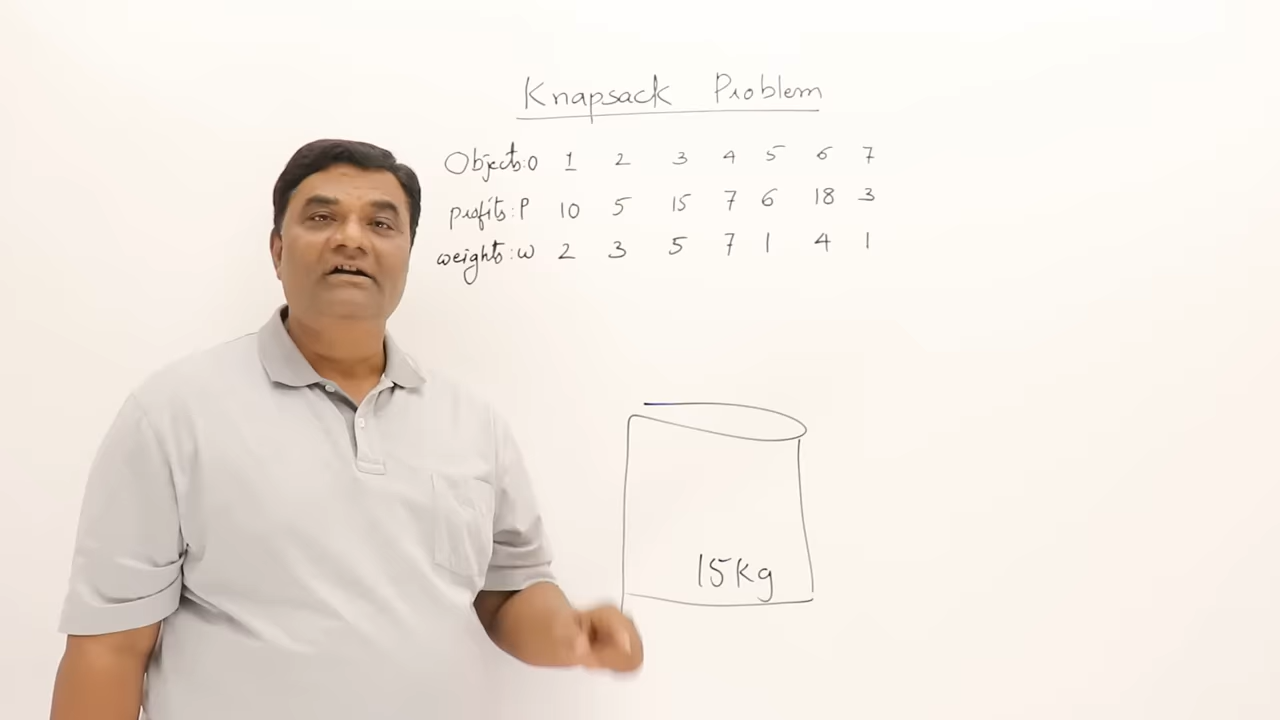 Knapsack Problem
Objects: O 1 2 3 4 5 6 7
profits: P 10 5 15 7 6 18 3
weights: w 2 3 5 7 1 4 1
15Kg